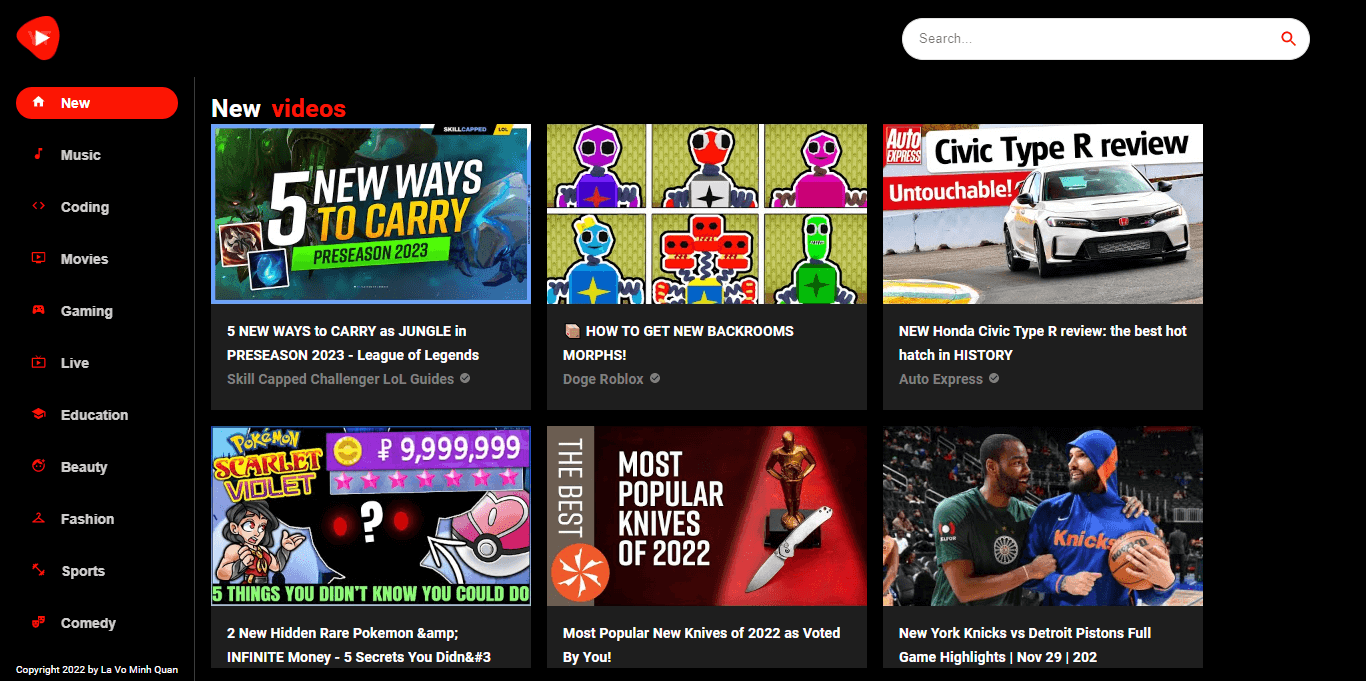 Search...
New
Music
Coding
Movies
Gaming
Live
Education
Beauty
Fashion
Sports
Comedy
Copyright 2022 by La Vo Minh Quan
New videos
SKILLCAPPED LOL
5 NEW WAYS
TO CARRY
PRESEASON 2023
5 NEW WAYS to CARRY as JUNGLE in
PRESEASON 2023 - League of Legends
Skill Capped Challenger LoL Guides
HOW TO GET NEW BACKROOMS
MORPHS!
Doge Roblox
Auto
EXPRESS
Civic Type R review
Untouchable!
NEW Honda Civic Type R review: the best hot
hatch in HISTORY
Auto Express
POKÉMON
SCARLET
VIOLET
₽ 9,999,999
?
5 THINGS YOU DIDN'T KNOW YOU COULD DO
2 New Hidden Rare Pokemon &amp;
INFINITE Money - 5 Secrets You Didn&#3
THE BEST
MOST
POPULAR
KNIVES
OF 2022
Most Popular New Knives of 2022 as Voted
By You!
Knicks
New York Knicks vs Detroit Pistons Full
Game Highlights | Nov 29 | 202